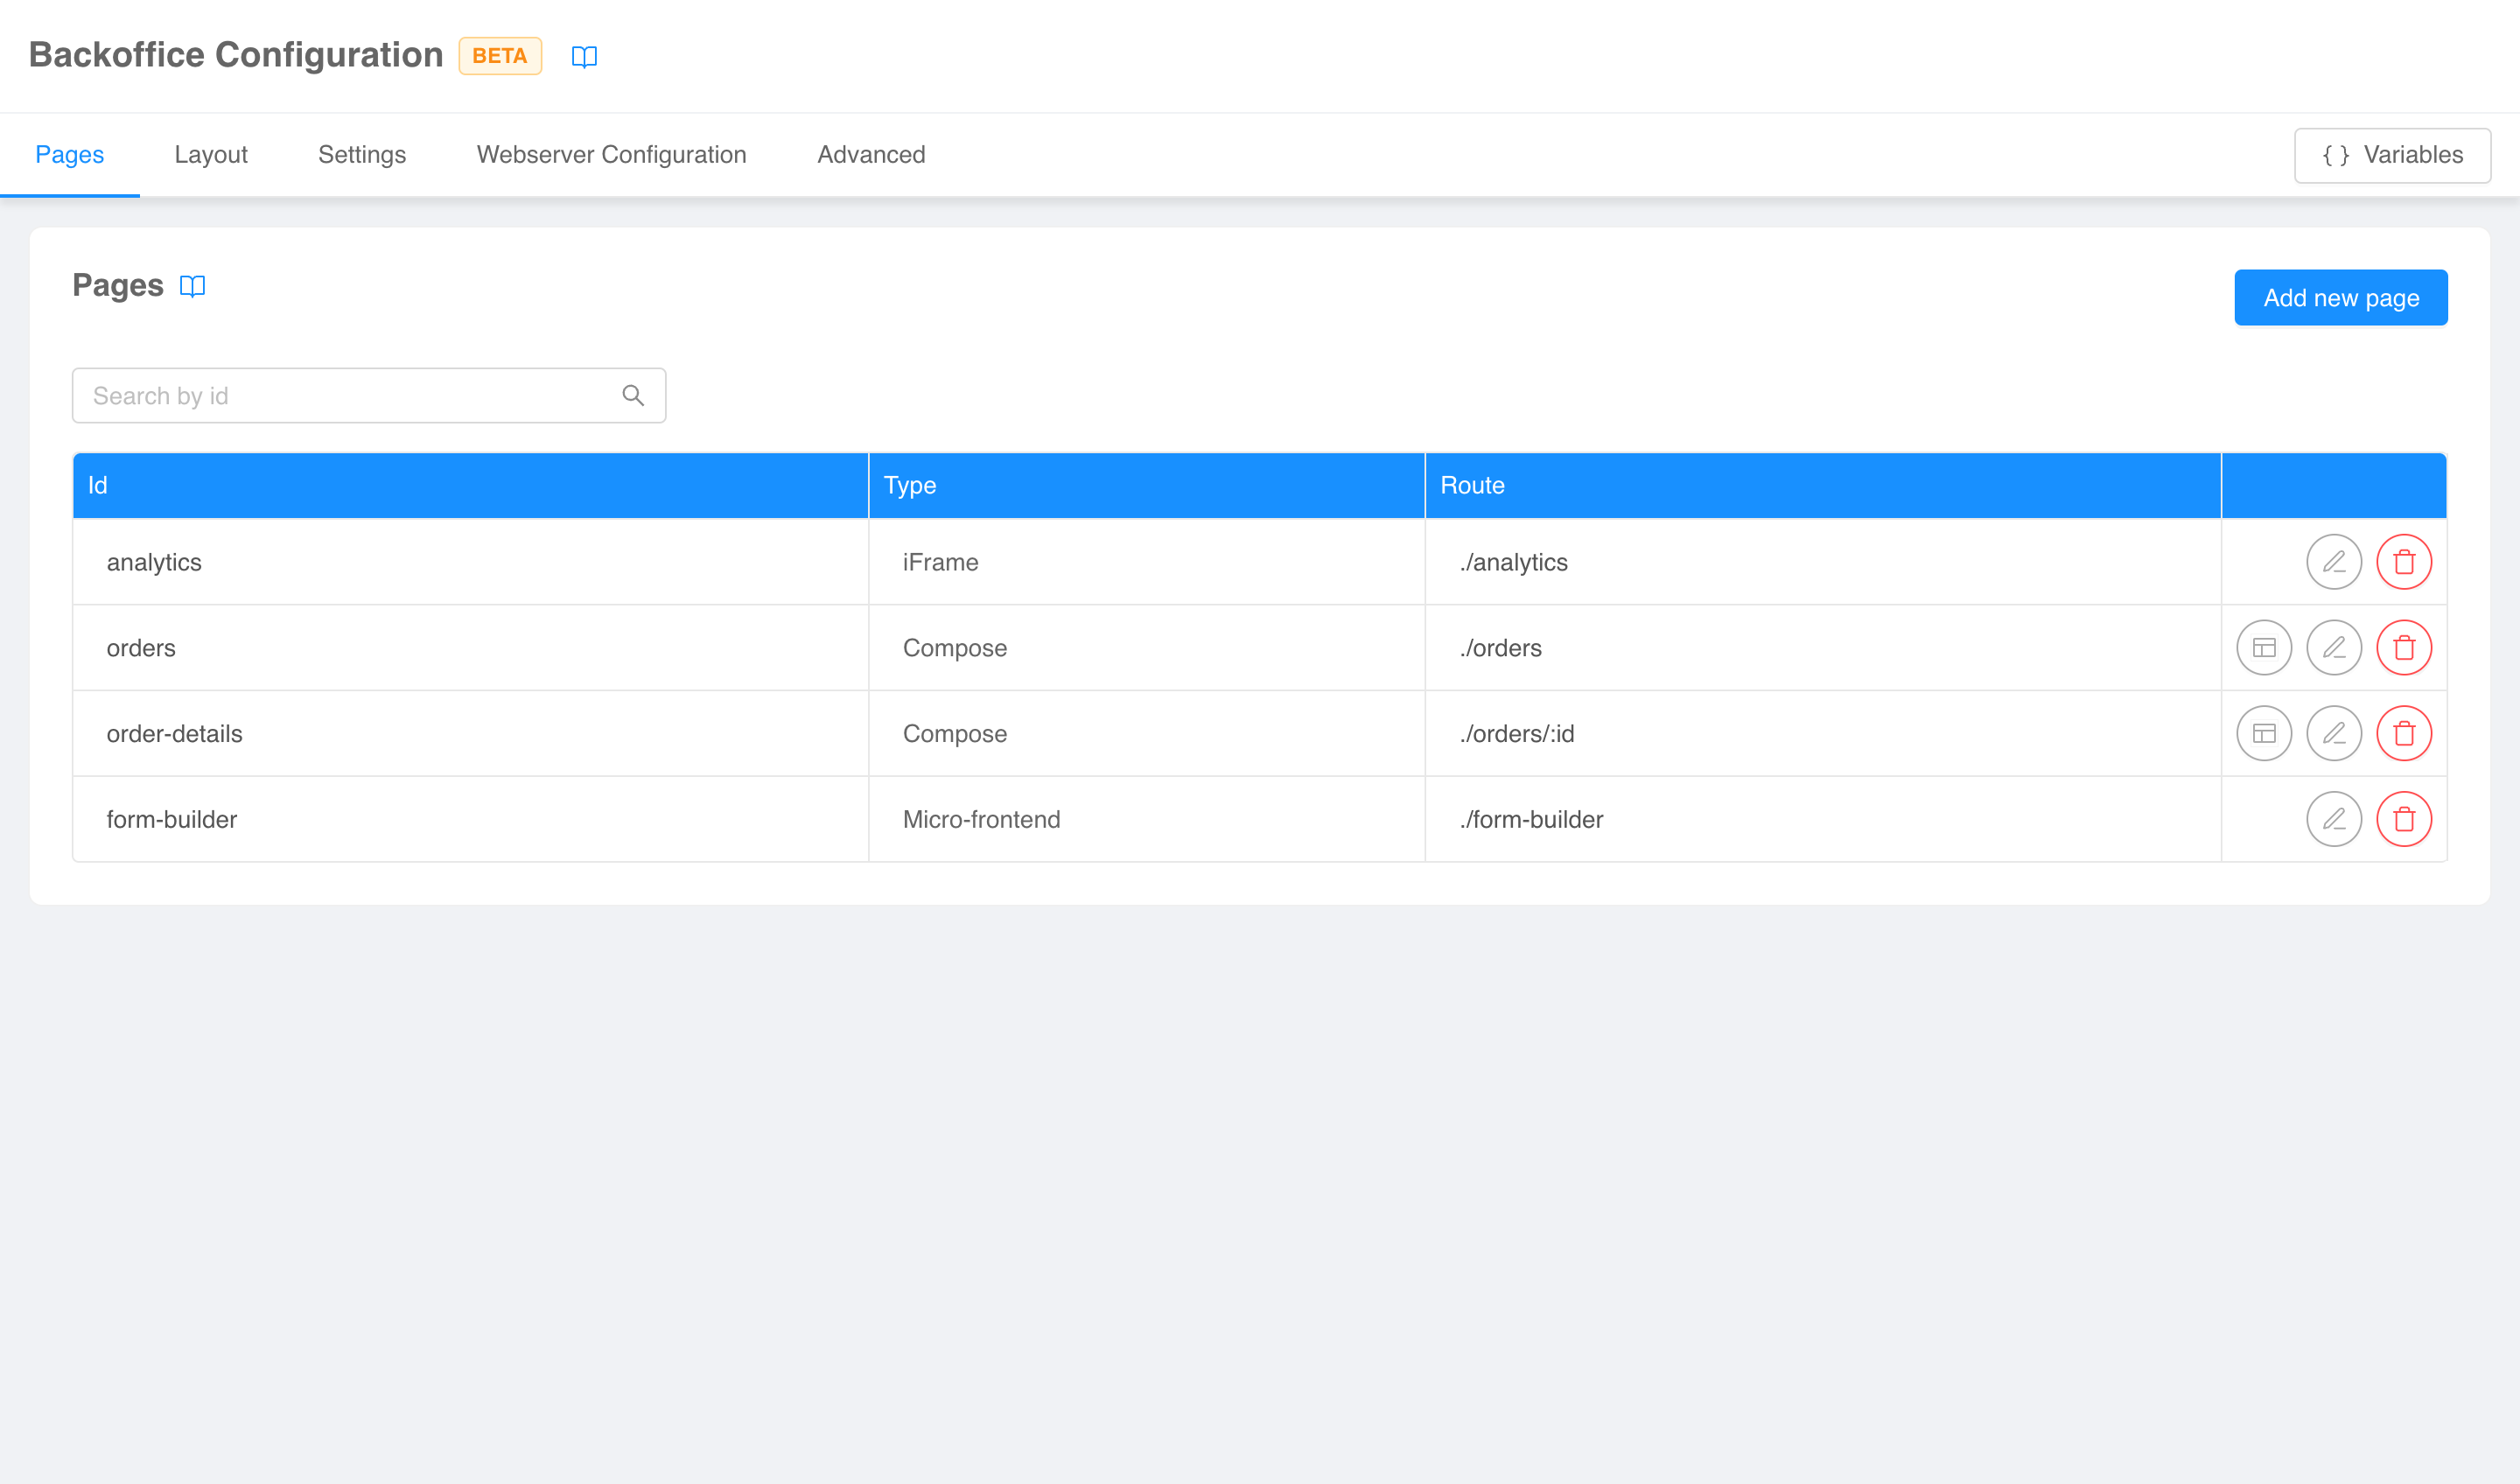 Backoffice Configuration BETA
Pages Layout Settings Webserver Configuration Advanced { } Variables
Pages
Add new page
Search by id
Id Type Route
analytics iFrame ./analytics
orders Compose ./orders
order-details Compose ./orders/:id
form-builder Micro-frontend ./form-builder